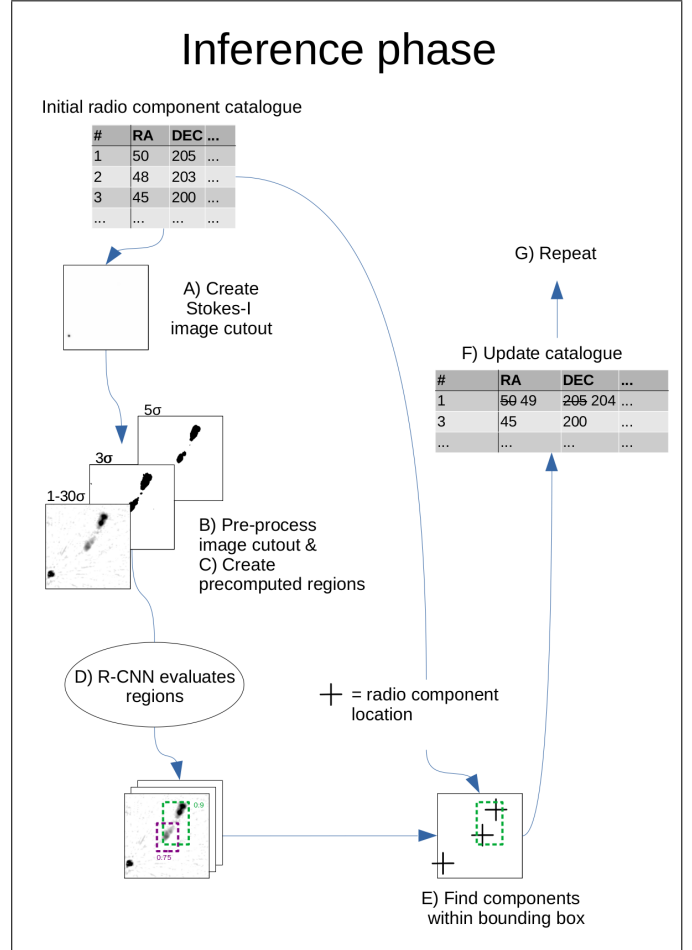 Inference phase
Initial radio component catalogue
# RA DEC ...
1 50 205 ...
2 48 203 ...
3 45 200 ...
... ... ... ...
A) Create
Stokes-I
image cutout
5σ
3σ
1-30σ
B) Pre-process
image cutout &
C) Create
precomputed regions
D) R-CNN evaluates
regions
0.9
0.75
+ = radio component
location
E) Find components
within bounding box
F) Update catalogue
# RA DEC ...
1 50 49 205 204 ...
3 45 200 ...
... ... ... ...
G) Repeat